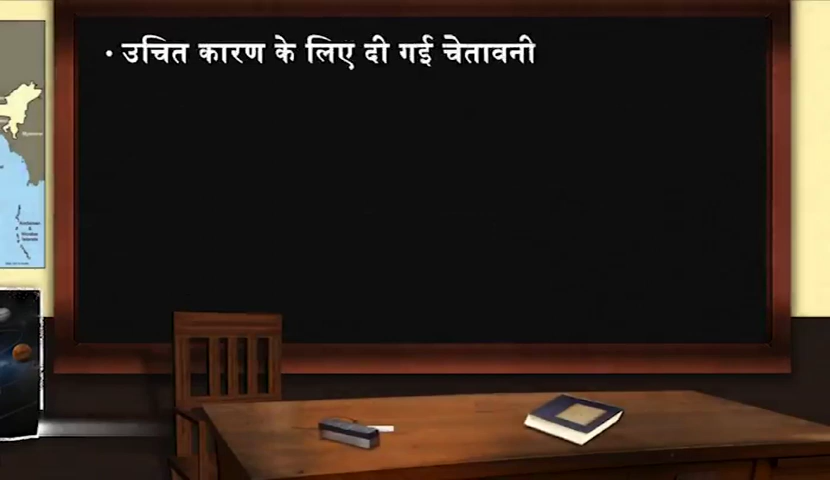 • उचित कारण के लिए दी गई चेतावनी